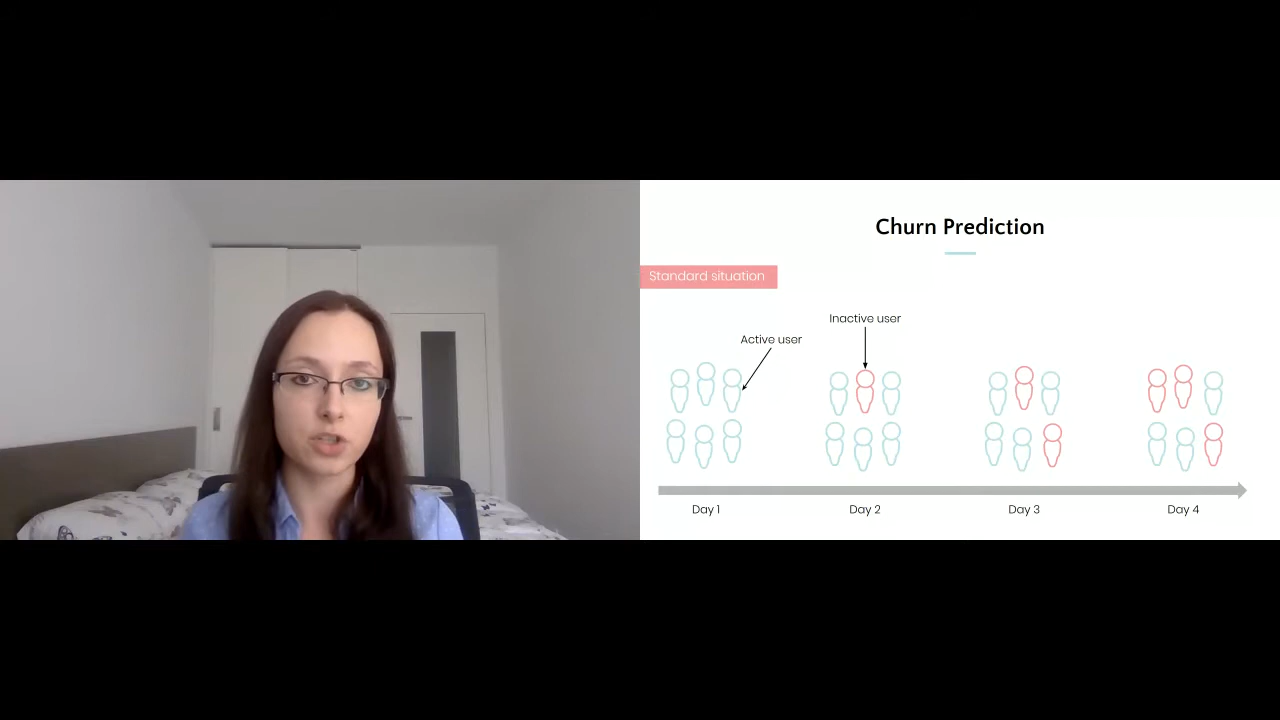 Churn Prediction
Standard situation
Inactive user
Active user
Day 1
Day 2
Day 3
Day 4